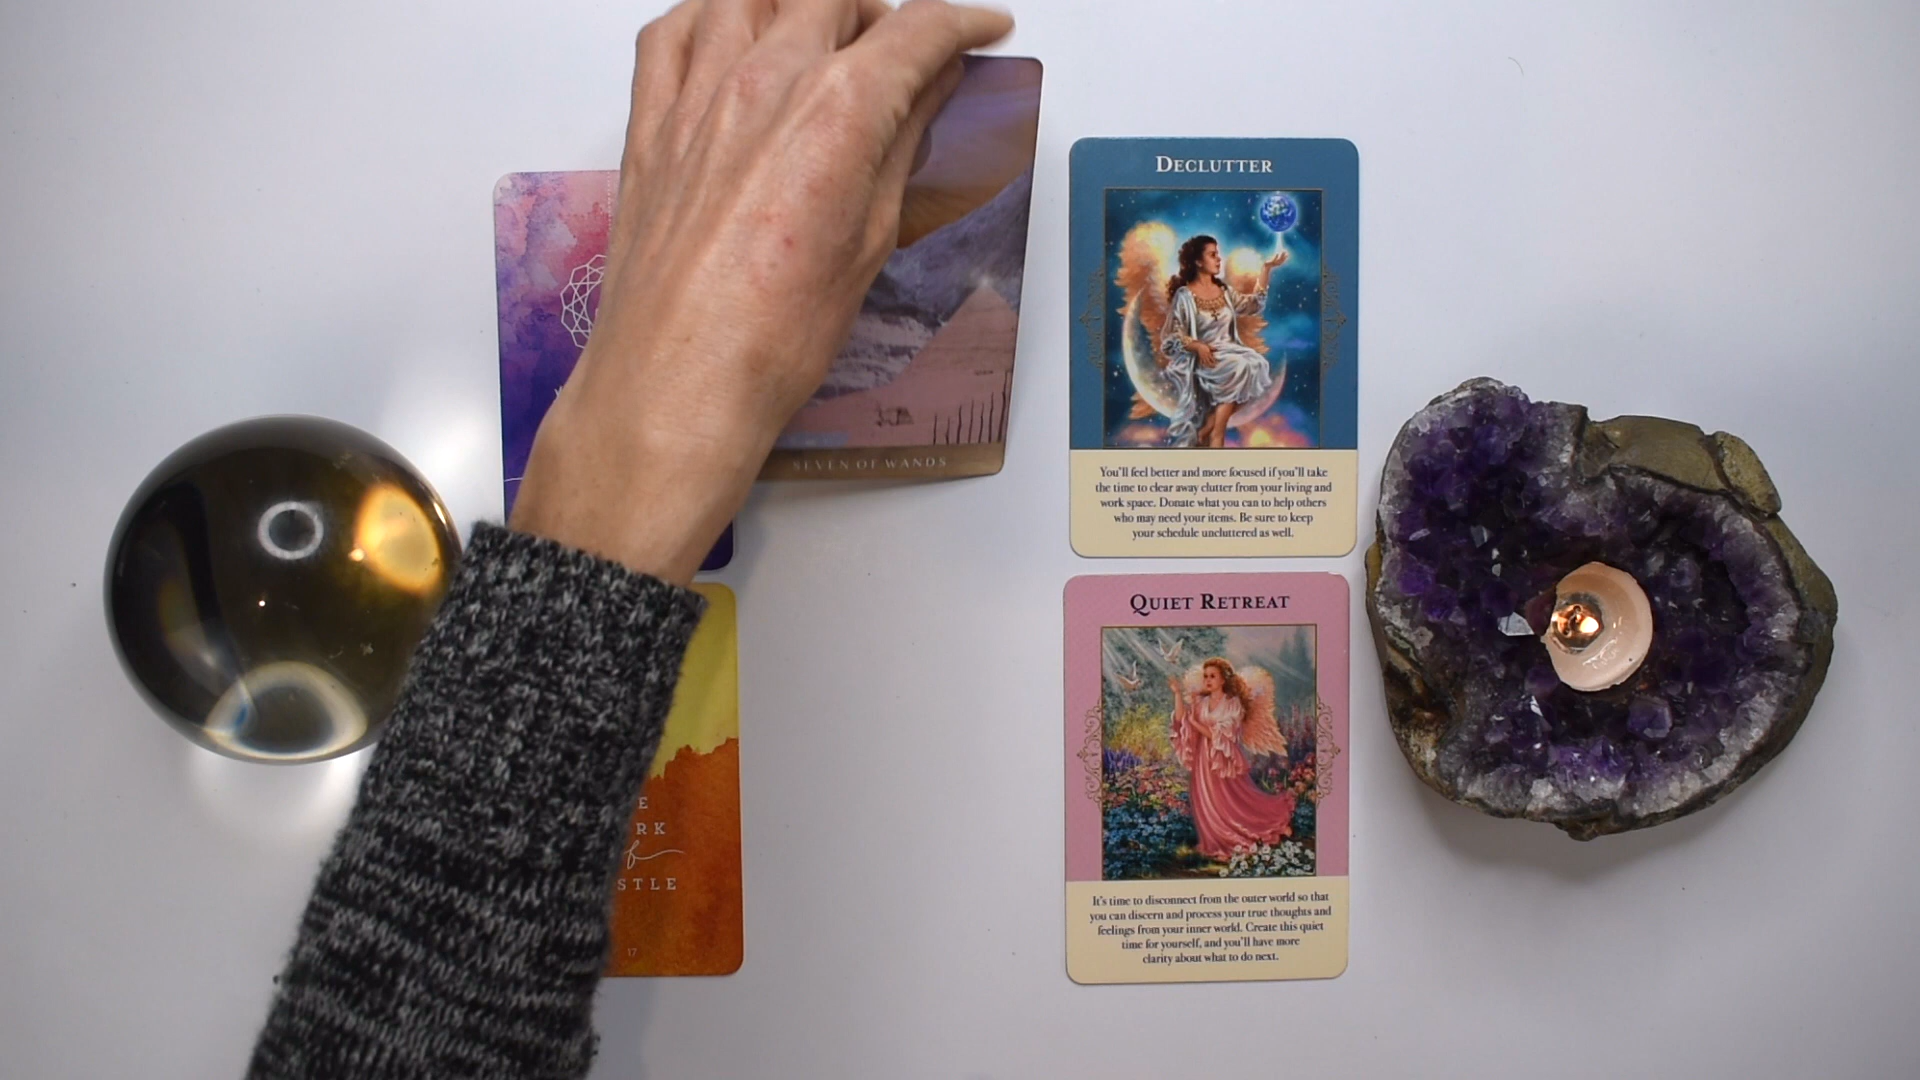 SEVEN OF WANDS
DECLUTTER
You'll feel better and more focused if you'll take
the time to clear away clutter from your living and
work space. Donate what you can to help others
who may need your items. Be sure to keep
your schedule uncluttered as well.
QUIET RETREAT
It's time to disconnect from the outer world so that
you can discern and process your true thoughts and
feelings from your inner world. Create this quiet
time for yourself, and you'll have more
clarity about what to do next.
E
RK
f
STLE
17